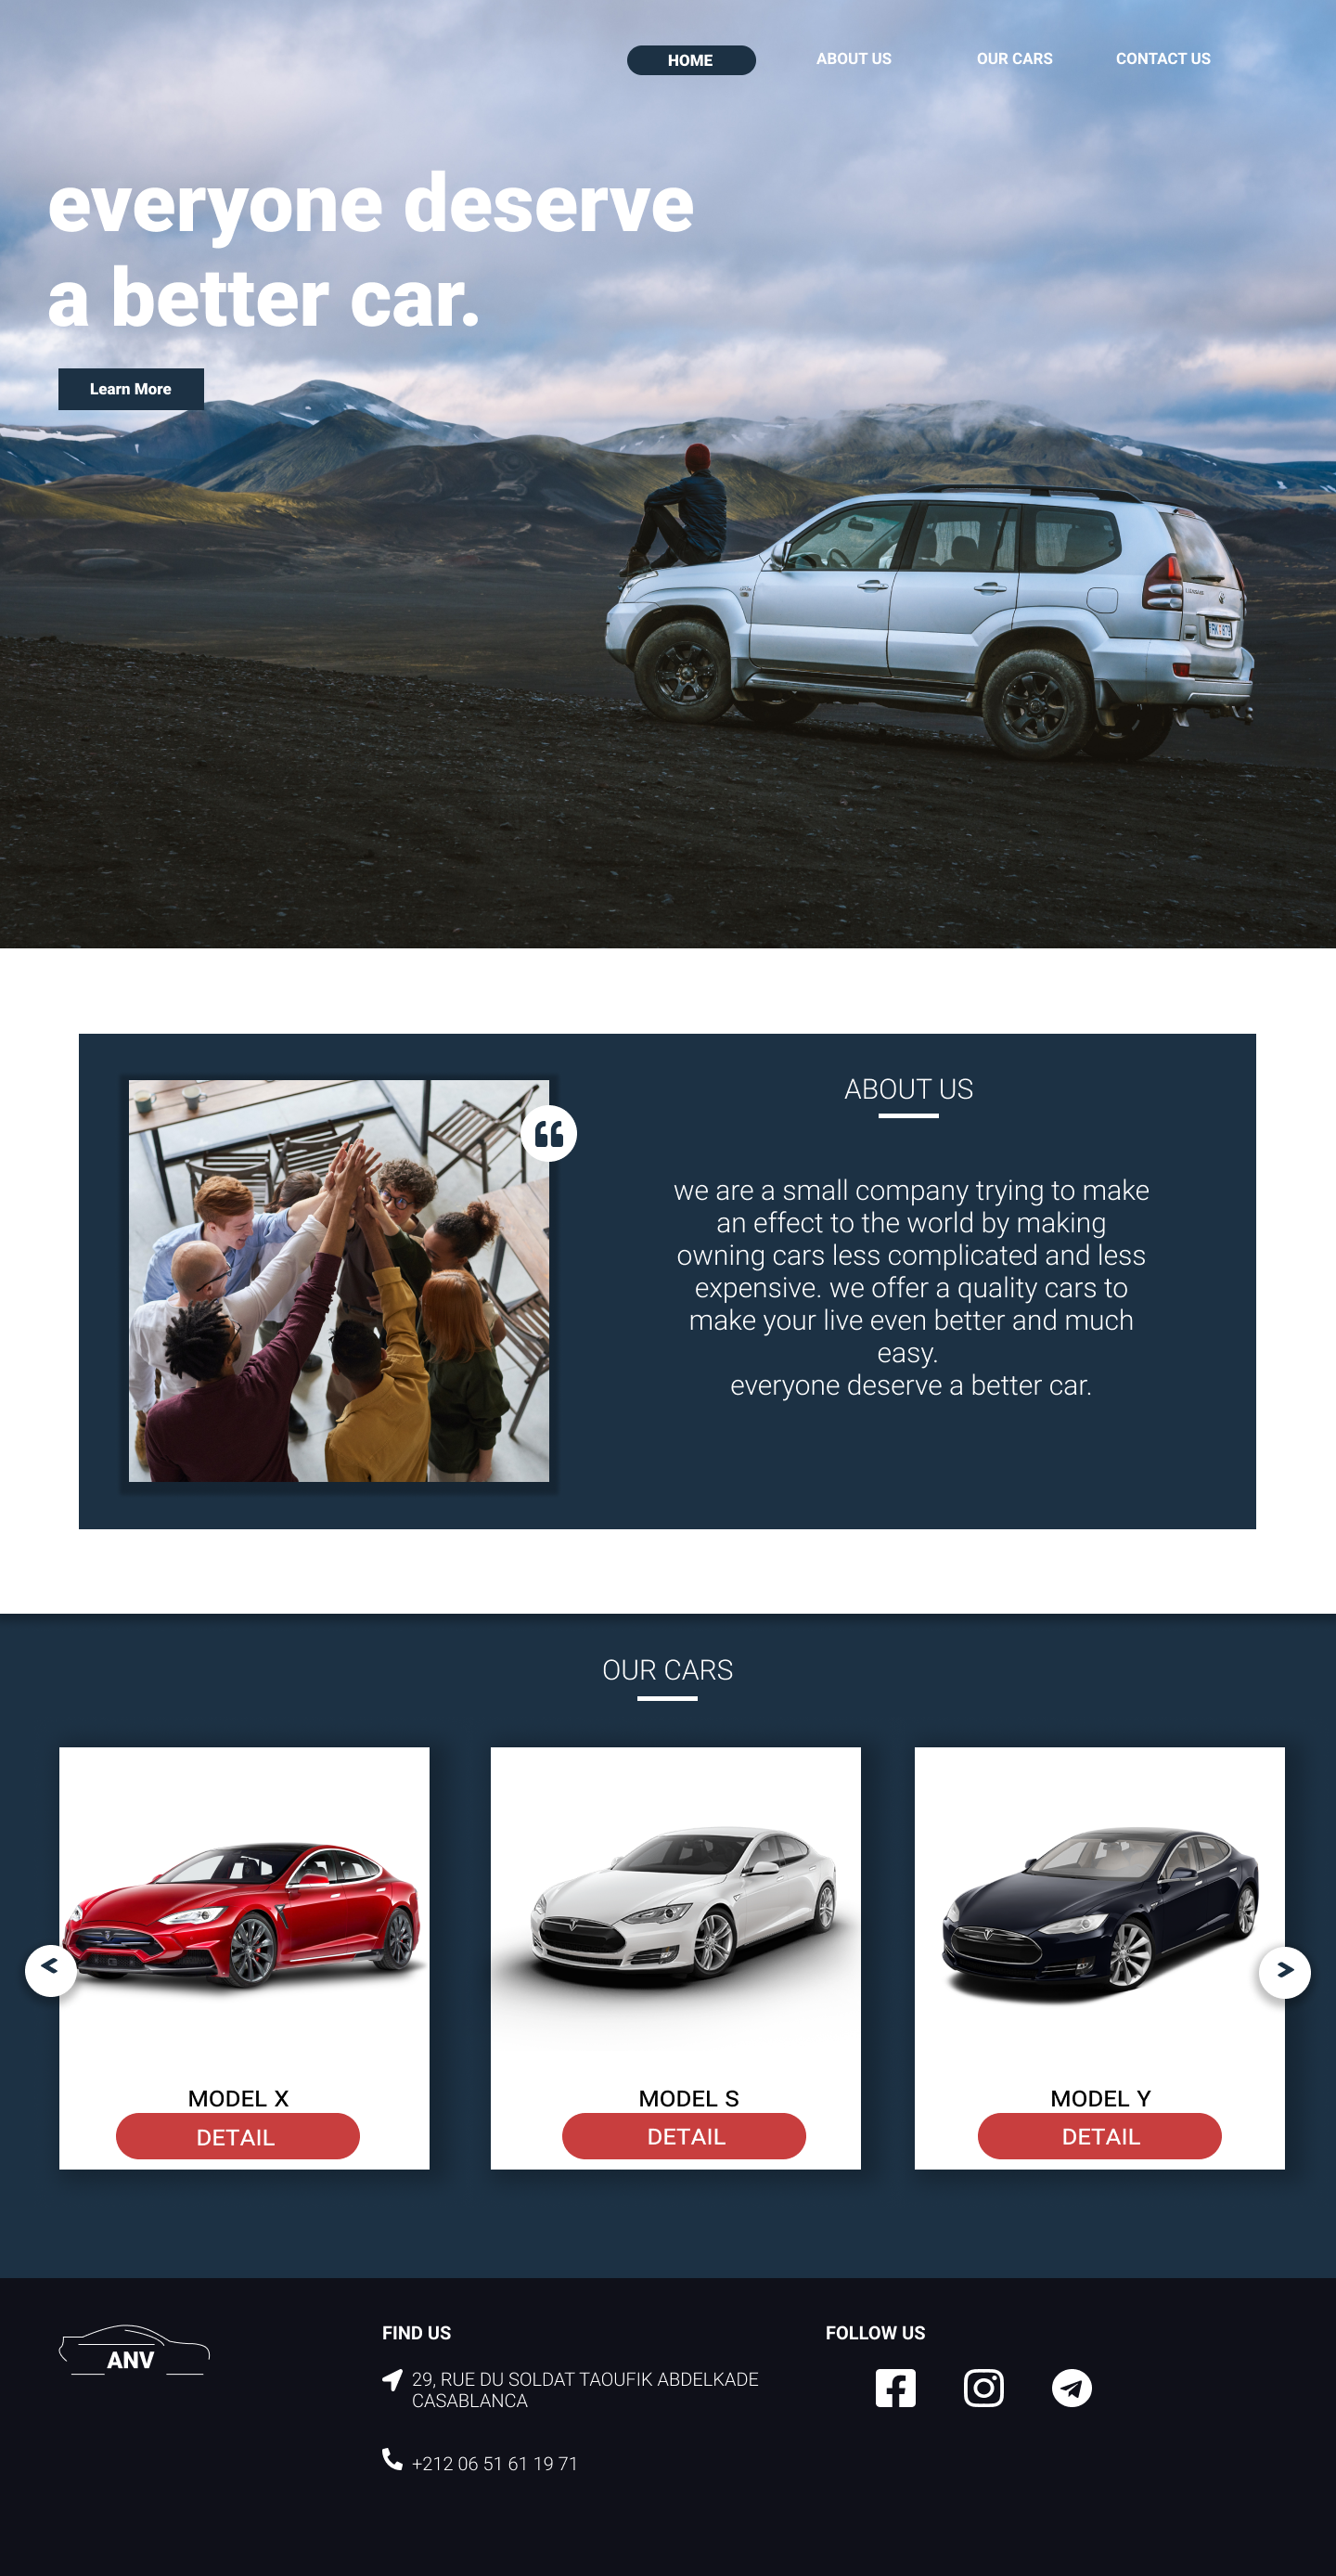 HOME ABOUT US OUR CARS CONTACT US
everyone deserve
a better car.
Learn More
ABOUT US
we are a small company trying to make
an effect to the world by making
owning cars less complicated and less
expensive. we offer a quality cars to
make your live even better and much
easy.
everyone deserve a better car.
OUR CARS
< >
MODEL X MODEL S MODEL Y
DETAIL DETAIL DETAIL
ANV
FIND US
29, RUE DU SOLDAT TAOUFIK ABDELKADE
CASABLANCA
+212 06 51 61 19 71
FOLLOW US